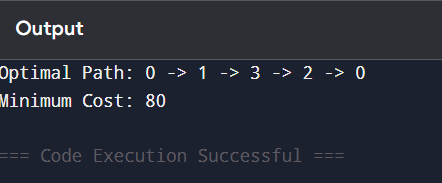 Output
Optimal Path: 0 -> 1 -> 3 -> 2 -> 0
Minimum Cost: 80
=== Code Execution Successful ===